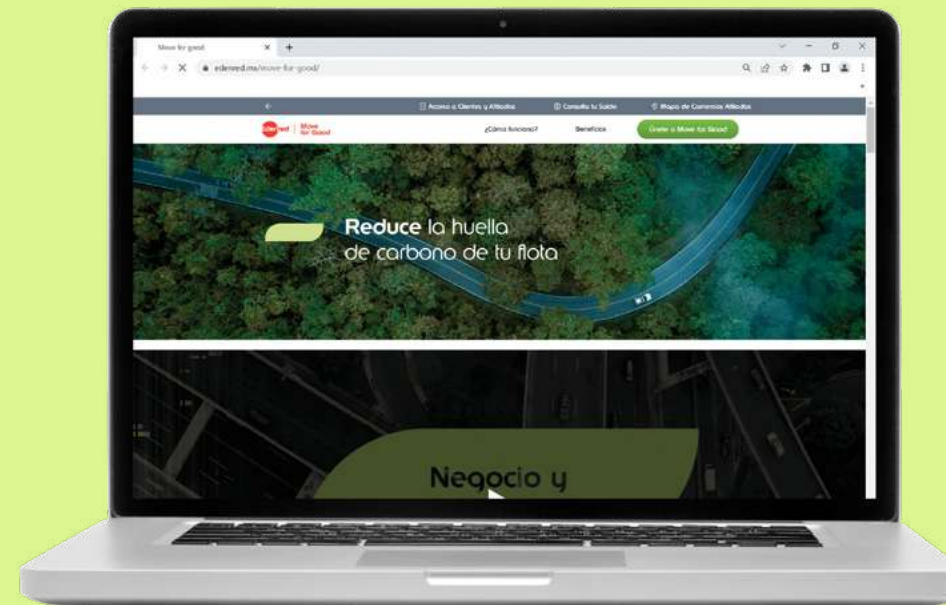 Move for good
edenred.mx/move-for-good/
Acceso a Clientes y Afiliados
Consulta tu Saldo
Mapa de Comercios Afiliados
Edenred
Move
for Good
¿Cómo funciona?
Beneficios
Únete a Move for Good
Reduce la huella
de carbono de tu flota
Negocio y